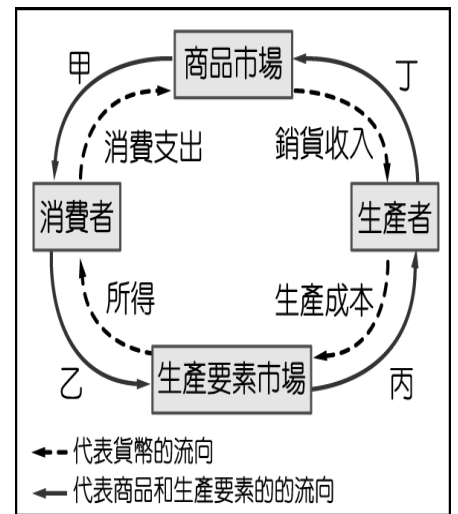 商品市場
甲
丁
消費支出
銷貨收入
消費者
生產者
所得
生產成本
乙
生產要素市場
丙
代表貨幣的流向
代表商品和生產要素的的流向